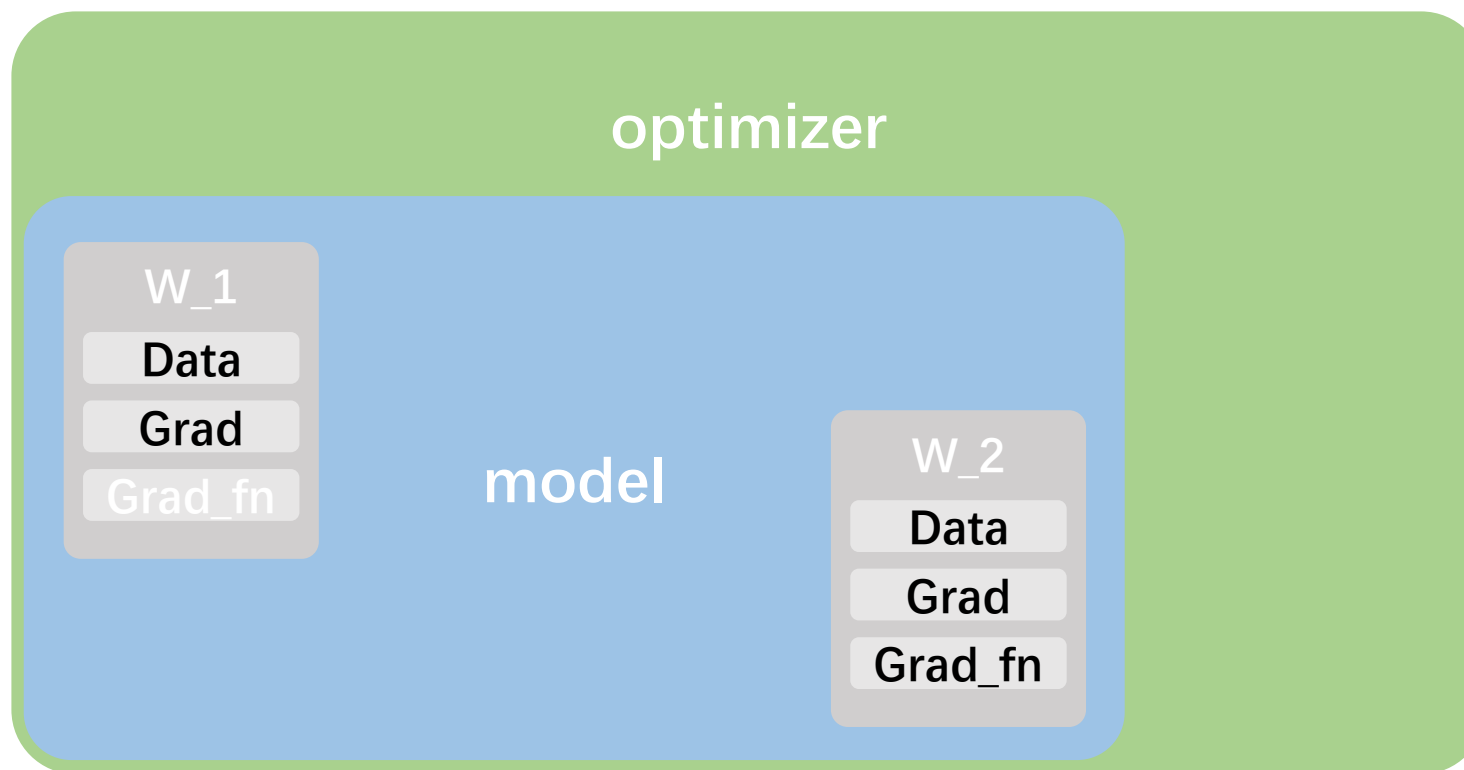 optimizer
W_1
Data
Grad
Grad_fn
model
W_2
Data
Grad
Grad_fn